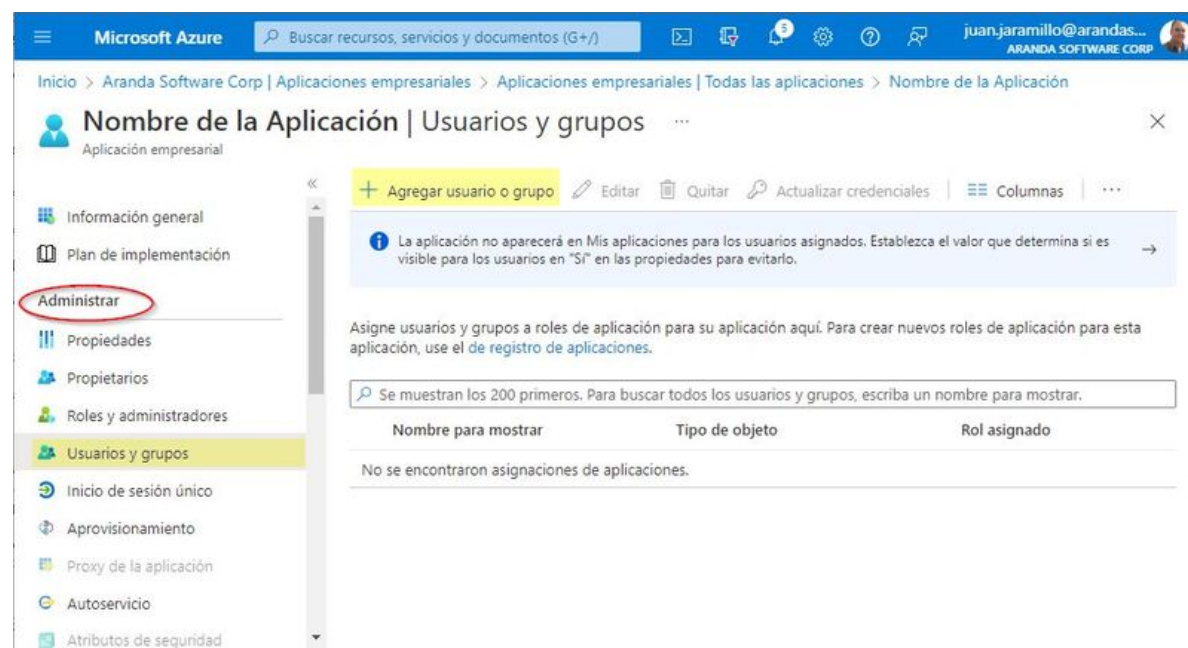 Microsoft Azure
Buscar recursos, servicios y documentos (G+/)
5
juan.jaramillo@arandas...
ARANDA SOFTWARE CORP
Inicio > Aranda Software Corp | Aplicaciones empresariales > Aplicaciones empresariales | Todas las aplicaciones > Nombre de la Aplicación
Nombre de la Aplicación | Usuarios y grupos ...
Aplicación empresarial
«
Información general
Plan de implementación
Administrar
Propiedades
Propietarios
Roles y administradores
Usuarios y grupos
Inicio de sesión único
Aprovisionamiento
Proxy de la aplicación
Autoservicio
Atributos de seguridad
+ Agregar usuario o grupo Editar Quitar Actualizar credenciales | Columnas | ...
La aplicación no aparecerá en Mis aplicaciones para los usuarios asignados. Establezca el valor que determina si es
visible para los usuarios en "Sí" en las propiedades para evitarlo.
Asigne usuarios y grupos a roles de aplicación para su aplicación aquí. Para crear nuevos roles de aplicación para esta
aplicación, use el de registro de aplicaciones.
Se muestran los 200 primeros. Para buscar todos los usuarios y grupos, escriba un nombre para mostrar.
Nombre para mostrar Tipo de objeto Rol asignado
No se encontraron asignaciones de aplicaciones.